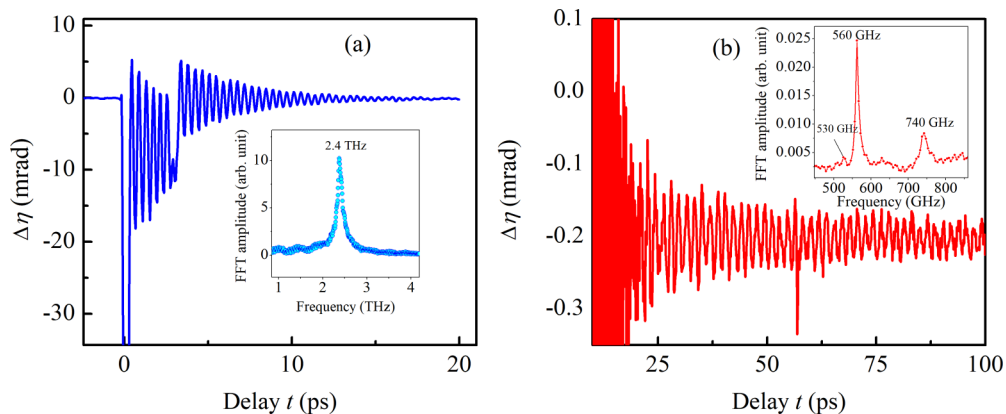 10
0
-10
-20
-30
Δη (mrad)
0
5
10
15
20
Delay t (ps)
(a)
10
5
0
FFT amplitude (arb. unit)
2.4 THz
1
2
3
4
Frequency (THz)
0.1
0.0
-0.1
-0.2
-0.3
Δη (mrad)
25
50
75
100
Delay t (ps)
(b)
0.025
0.020
0.015
0.010
0.005
FFT amplitude (arb. unit)
560 GHz
530 GHz
740 GHz
500
600
700
800
Frequency (GHz)